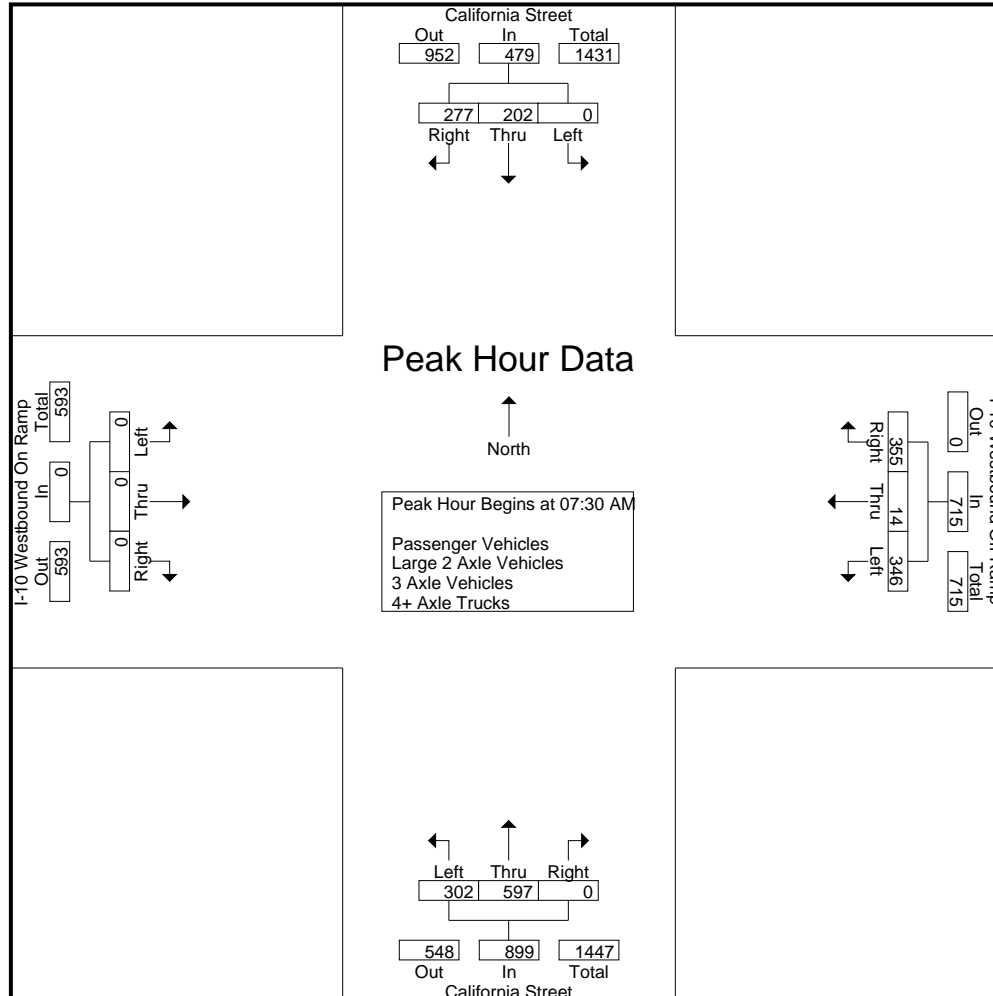 California Street
Out In Total
952 479 1431
277 202 0
Right Thru Left
Peak Hour Data
North
Peak Hour Begins at 07:30 AM
Passenger Vehicles
Large 2 Axle Vehicles
3 Axle Vehicles
4+ Axle Trucks
I-10 Westbound On Ramp
Out In Total
593 0 593
Left Thru Right
0 0 0
Out In Total
0 715 715
355 14 346
Right Thru Left
Left Thru Right
302 597 0
548 899 1447
Out In Total
California Street